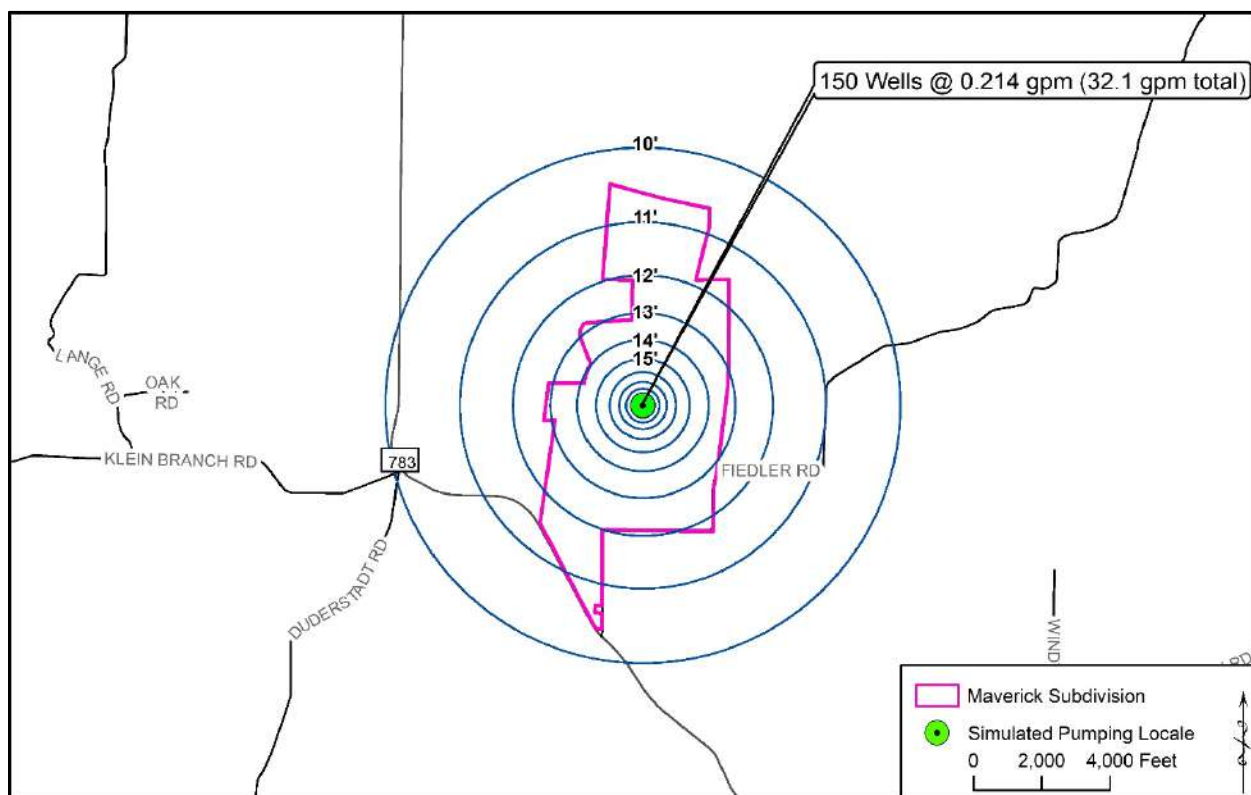 150 Wells @ 0.214 gpm (32.1 gpm total)
10'
11'
12'
13'
14'
15'
LANGE RD
OAK
RD
KLEIN BRANCH RD
783
FIEDLER RD
DUDERSTADT RD
WIND
Maverick Subdivision
Simulated Pumping Locale
0 2,000 4,000 Feet